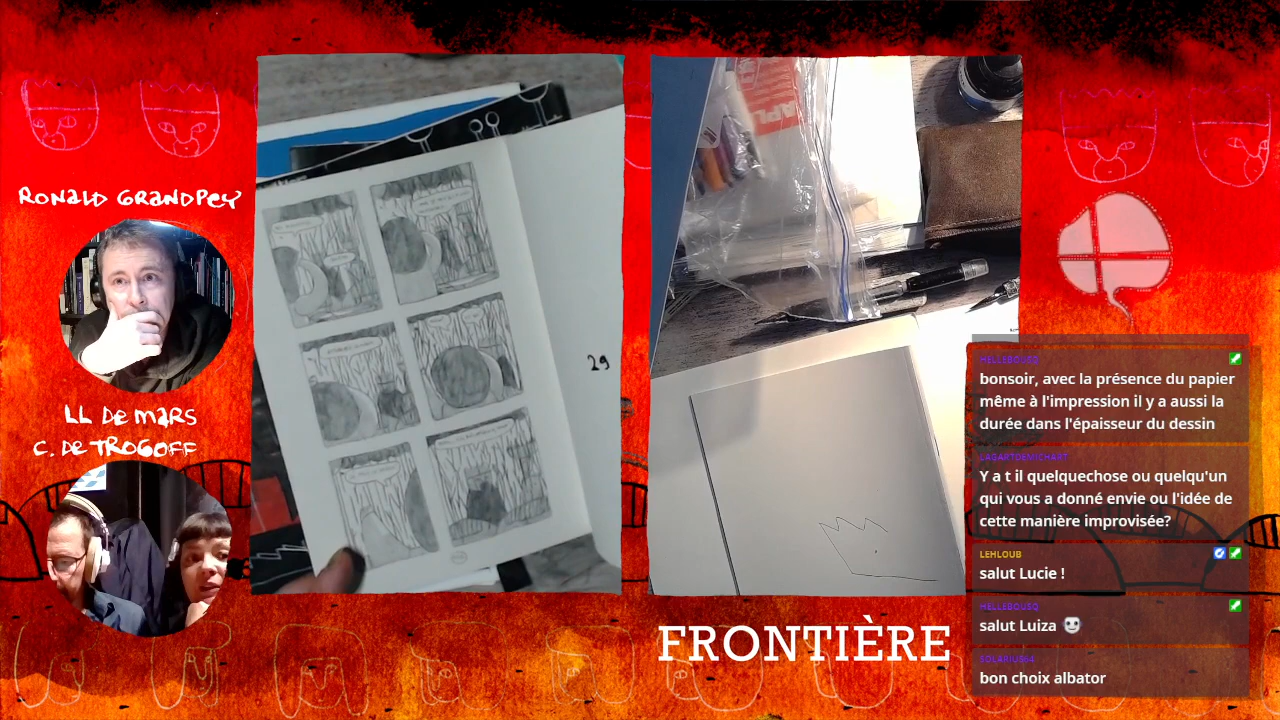 RONALD GRANDPEY
LL DE MARS
C. DE TROGOFF
29
FRONTIÈRE
HELLEBOUSQ
bonsoir, avec la présence du papier
même à l'impression il y a aussi la
durée dans l'épaisseur du dessin
LAGARTODEMICHART
Y a t il quelquechose ou quelqu'un
qui vous a donné envie ou l'idée de
cette manière improvisée?
LEHLOUB
salut Lucie !
HELLEBOUSQ
salut Luiza
SOLARIUS64
bon choix albator